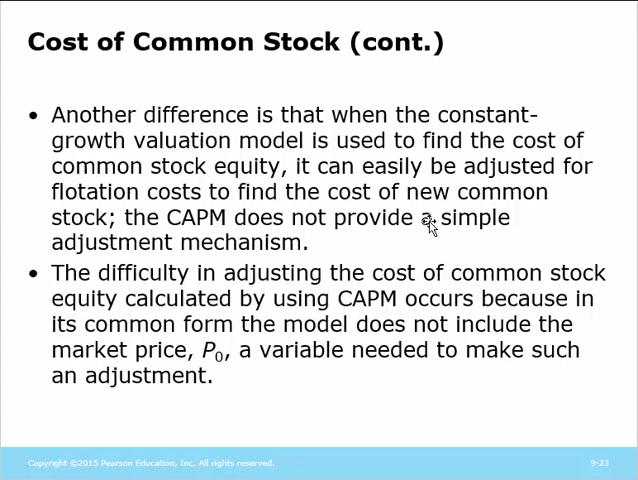 Cost of Common Stock (cont.)
• Another difference is that when the constant-
growth valuation model is used to find the cost of
common stock equity, it can easily be adjusted for
flotation costs to find the cost of new common
stock; the CAPM does not provide a simple
adjustment mechanism.
• The difficulty in adjusting the cost of common stock
equity calculated by using CAPM occurs because in
its common form the model does not include the
market price, P₀, a variable needed to make such
an adjustment.
Copyright ©2015 Pearson Education, Inc. All rights reserved.
9-23